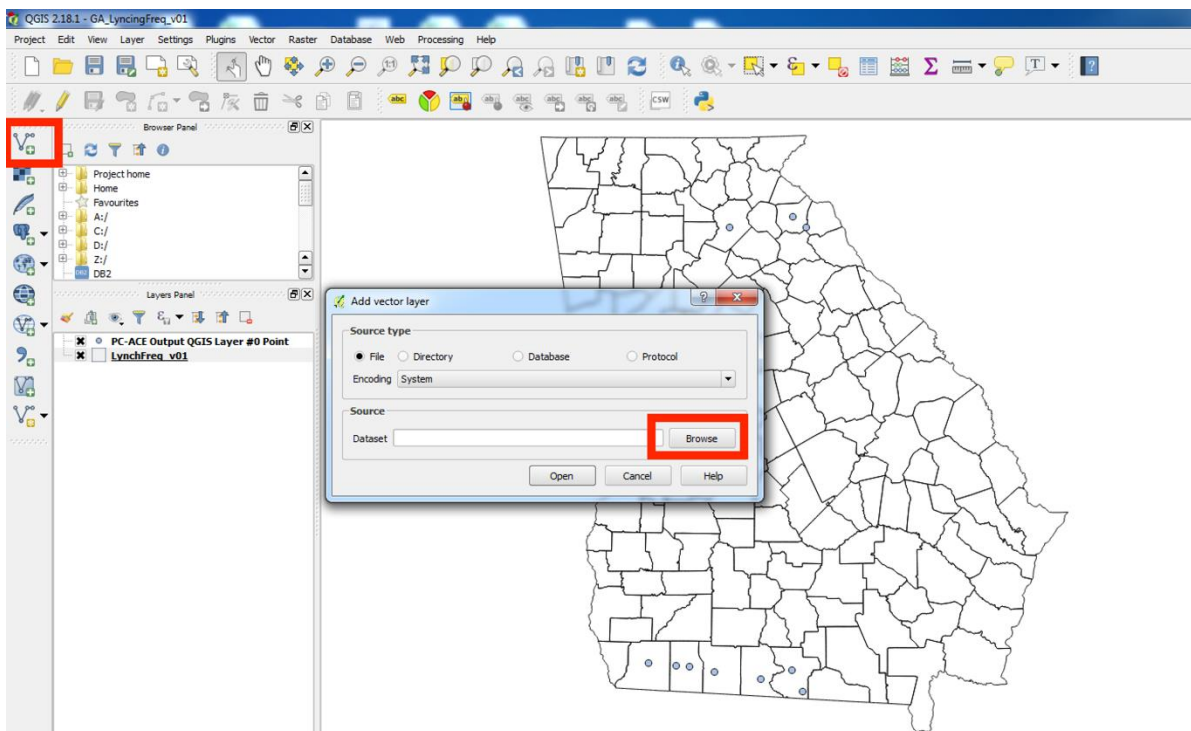 QGIS 2.18.1 - GA_LyncingFreq_v01
Project Edit View Layer Settings Plugins Vector Raster Database Web Processing Help
abc
CSW
Browser Panel
Project home
Home
Favourites
A:/
C:/
D:/
Z:/
DB2
Layers Panel
PC-ACE Output QGIS Layer #0 Point
LynchFreq_v01
Add vector layer
Source type
File Directory Database Protocol
Encoding System
Source
Dataset Browse
Open Cancel Help